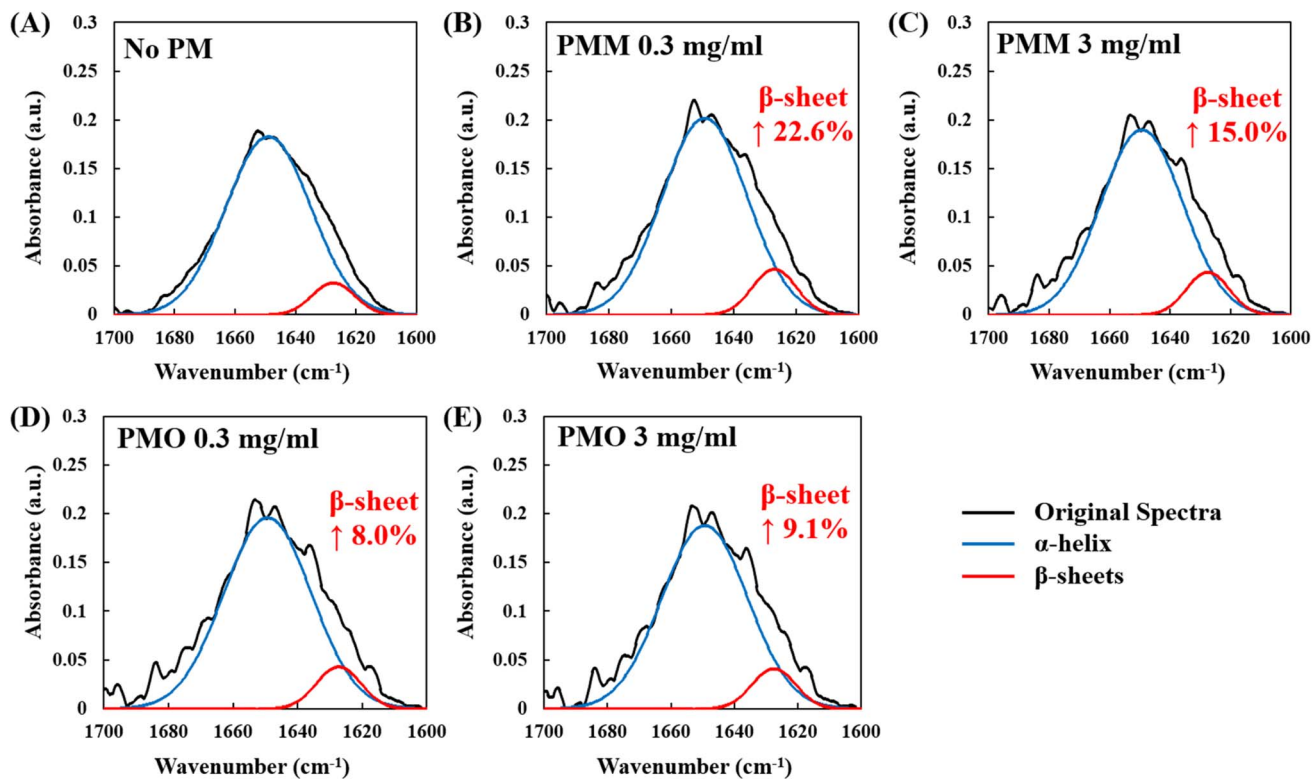 (A)
No PM
0.3
0.25
0.2
0.15
0.1
0.05
0
Absorbance (a.u.)
1700 1680 1660 1640 1620 1600
Wavenumber (cm⁻¹)
(B)
PMM 0.3 mg/ml
β-sheet
↑ 22.6%
0.3
0.25
0.2
0.15
0.1
0.05
0
Absorbance (a.u.)
1700 1680 1660 1640 1620 1600
Wavenumber (cm⁻¹)
(C)
PMM 3 mg/ml
β-sheet
↑ 15.0%
0.3
0.25
0.2
0.15
0.1
0.05
0
Absorbance (a.u.)
1700 1680 1660 1640 1620 1600
Wavenumber (cm⁻¹)
(D)
PMO 0.3 mg/ml
β-sheet
↑ 8.0%
0.3
0.25
0.2
0.15
0.1
0.05
0
Absorbance (a.u.)
1700 1680 1660 1640 1620 1600
Wavenumber (cm⁻¹)
(E)
PMO 3 mg/ml
β-sheet
↑ 9.1%
0.3
0.25
0.2
0.15
0.1
0.05
0
Absorbance (a.u.)
1700 1680 1660 1640 1620 1600
Wavenumber (cm⁻¹)
Original Spectra
α-helix
β-sheets